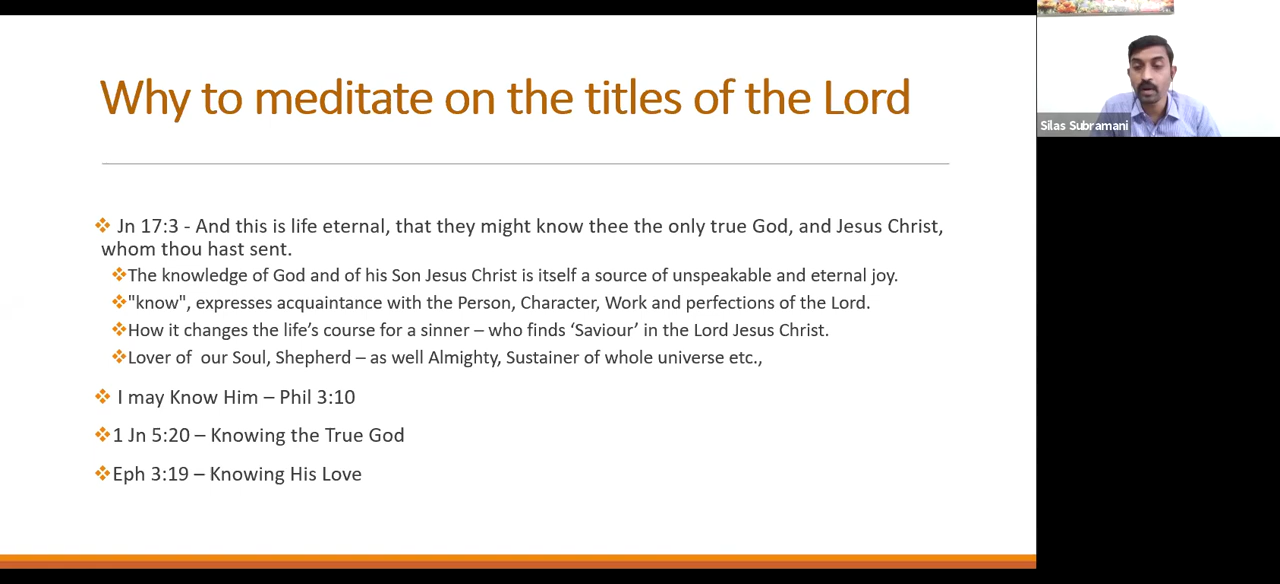 Why to meditate on the titles of the Lord
Silas Subramani
Jn 17:3 - And this is life eternal, that they might know thee the only true God, and Jesus Christ,
whom thou hast sent.
The knowledge of God and of his Son Jesus Christ is itself a source of unspeakable and eternal joy.
"know", expresses acquaintance with the Person, Character, Work and perfections of the Lord.
How it changes the life’s course for a sinner – who finds ‘Saviour’ in the Lord Jesus Christ.
Lover of  our Soul, Shepherd – as well Almighty, Sustainer of whole universe etc.,
I may Know Him – Phil 3:10
1 Jn 5:20 – Knowing the True God
Eph 3:19 – Knowing His Love